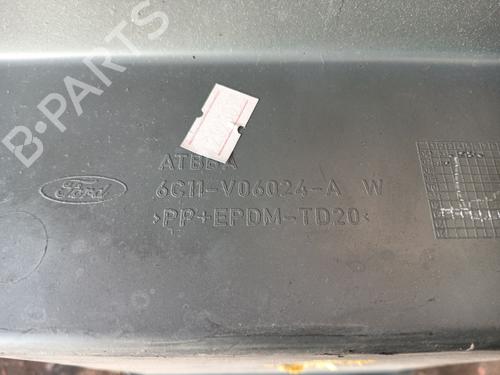 B-PARTS
Ford
ATBBA
6C11-V06024-A W
>PP+EPDM-TD20<